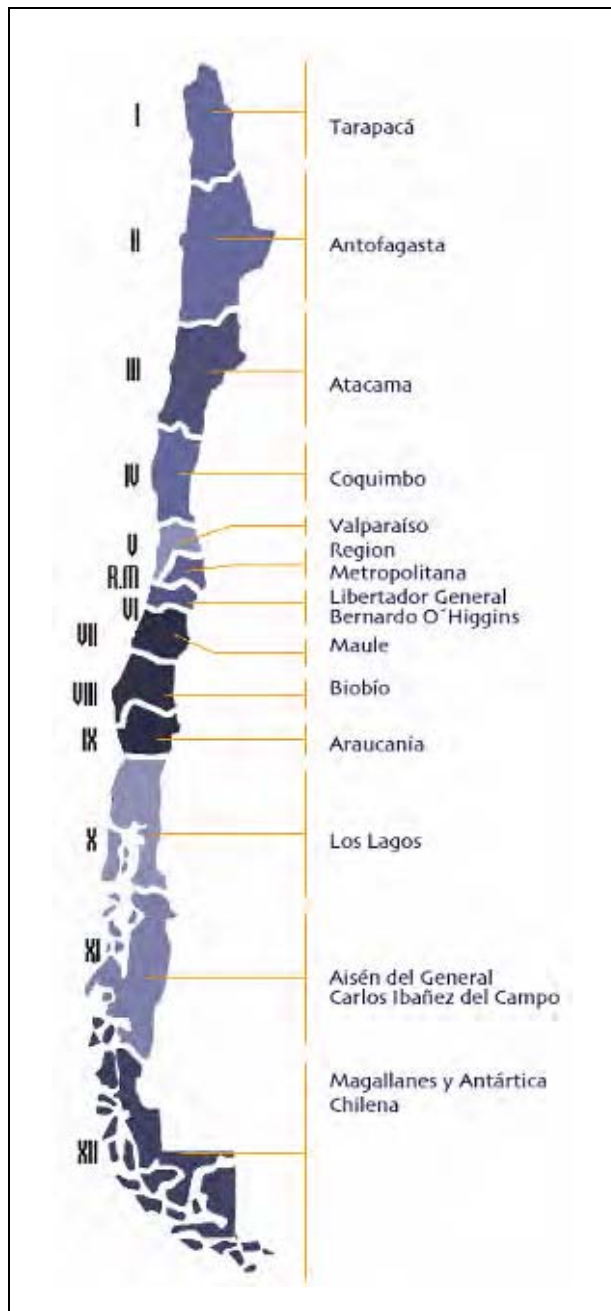 I
Tarapacá
II
Antofagasta
III
Atacama
IV
Coquimbo
V
Valparaíso
R.M
Region
Metropolitana
VI
Libertador General
Bernardo O´Higgins
VII
Maule
VIII
Biobío
IX
Araucanía
X
Los Lagos
XI
Aisén del General
Carlos Ibañez del Campo
XII
Magallanes y Antártica
Chilena